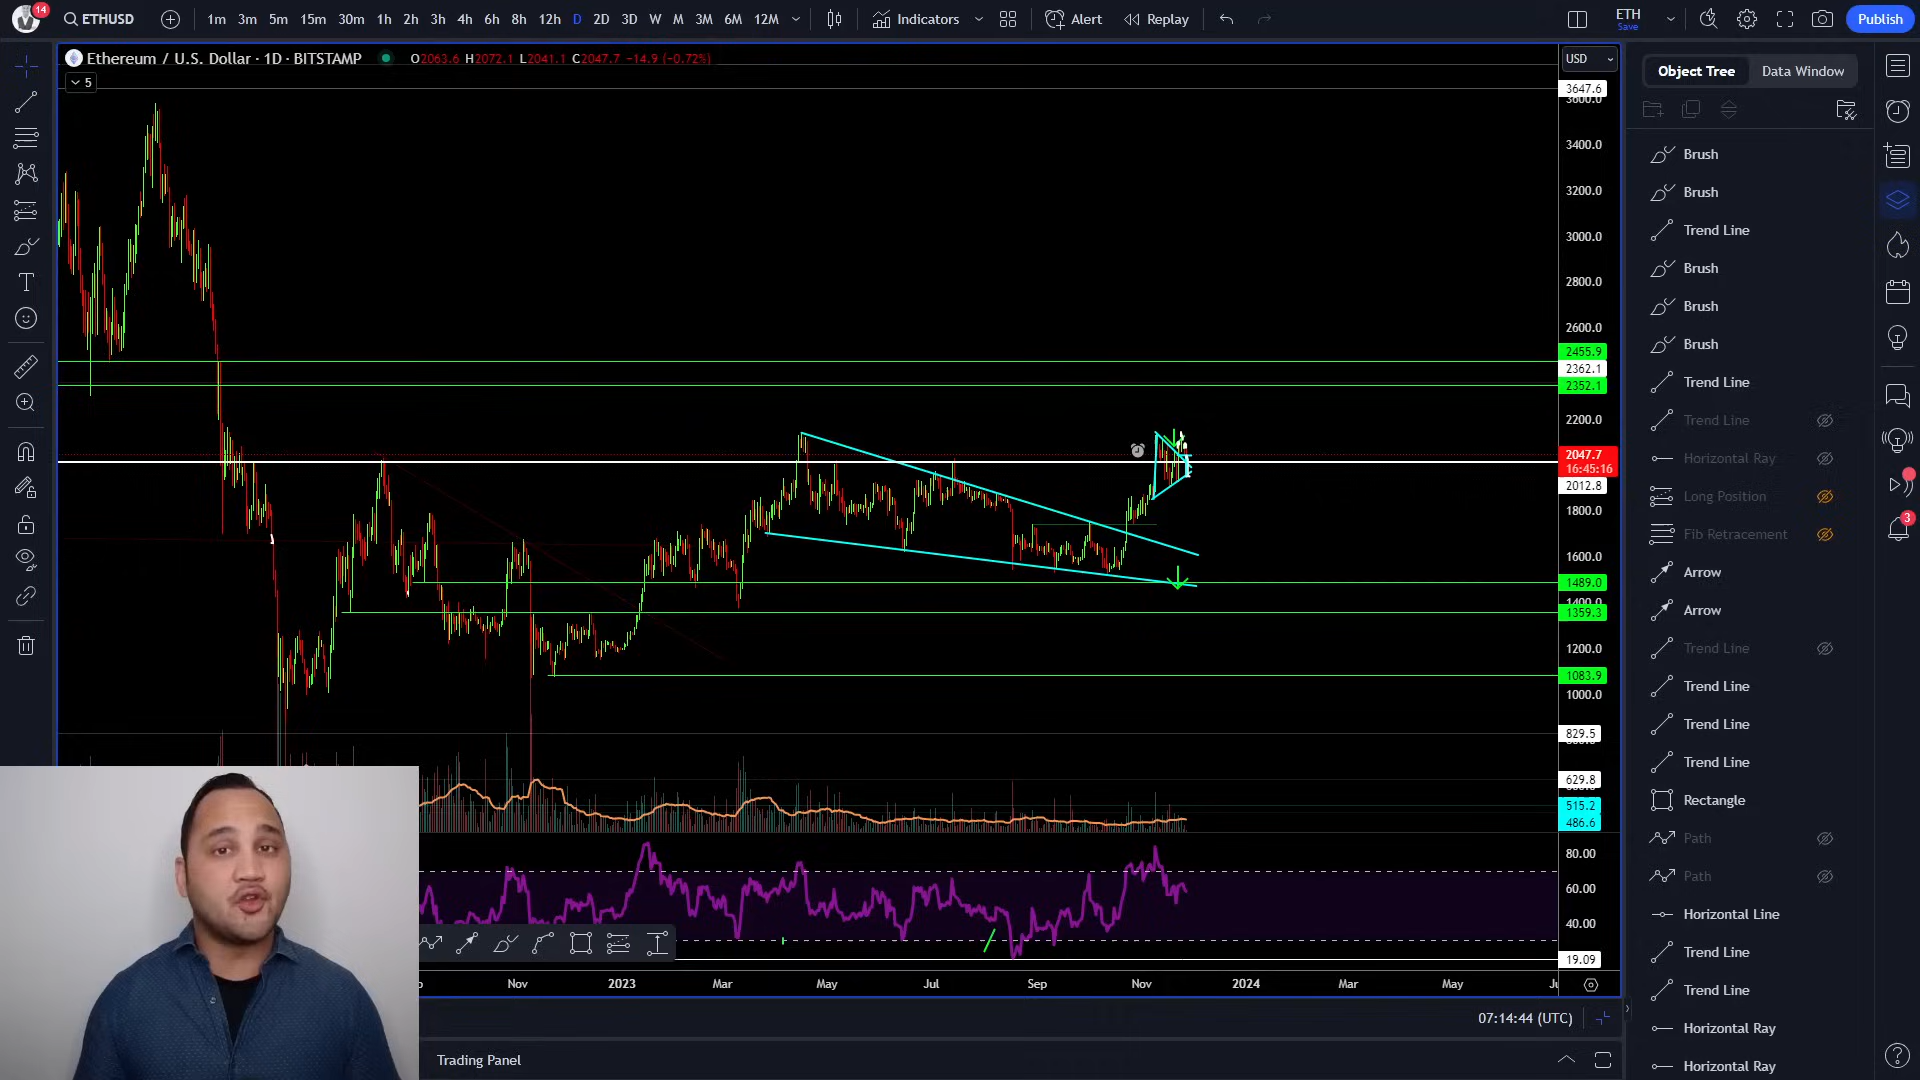 14
ETHUSD
1m 3m 5m 15m 30m 1h 2h 3h 4h 6h 8h 12h D 2D 3D W M 3M 6M 12M
Indicators
Alert
Replay
ETH
Save
Publish
Ethereum / U.S. Dollar · 1D · BITSTAMP
O2063.6 H2072.1 L2041.1 C2047.7 −14.9 (−0.72%)
5
USD
3647.6
3600.0
3400.0
3200.0
3000.0
2800.0
2600.0
2455.9
2362.1
2352.1
2200.0
2047.7
16:45:16
2012.8
1800.0
1600.0
1489.0
1400.0
1359.3
1200.0
1083.9
1000.0
829.5
629.8
515.2
486.6
80.00
60.00
40.00
19.09
Nov 2023 Mar May Jul Sep Nov 2024 Mar May
07:14:44 (UTC)
Trading Panel
Object Tree
Data Window
Brush
Brush
Trend Line
Brush
Brush
Brush
Trend Line
Trend Line
Horizontal Ray
Long Position
Fib Retracement
Arrow
Arrow
Trend Line
Trend Line
Trend Line
Trend Line
Rectangle
Path
Path
Horizontal Line
Trend Line
Trend Line
Horizontal Ray
Horizontal Ray
3